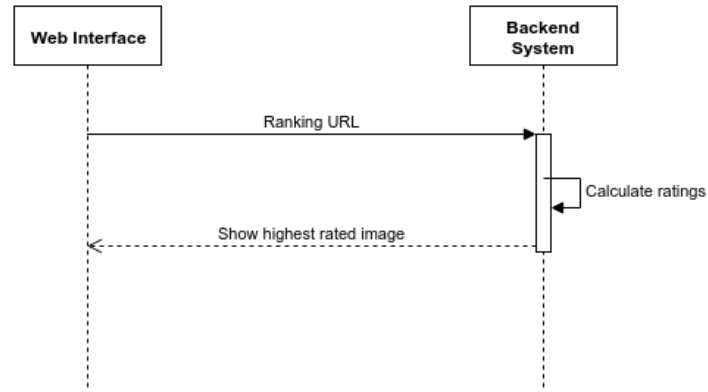 Web Interface
Backend
System
Ranking URL
Calculate ratings
Show highest rated image